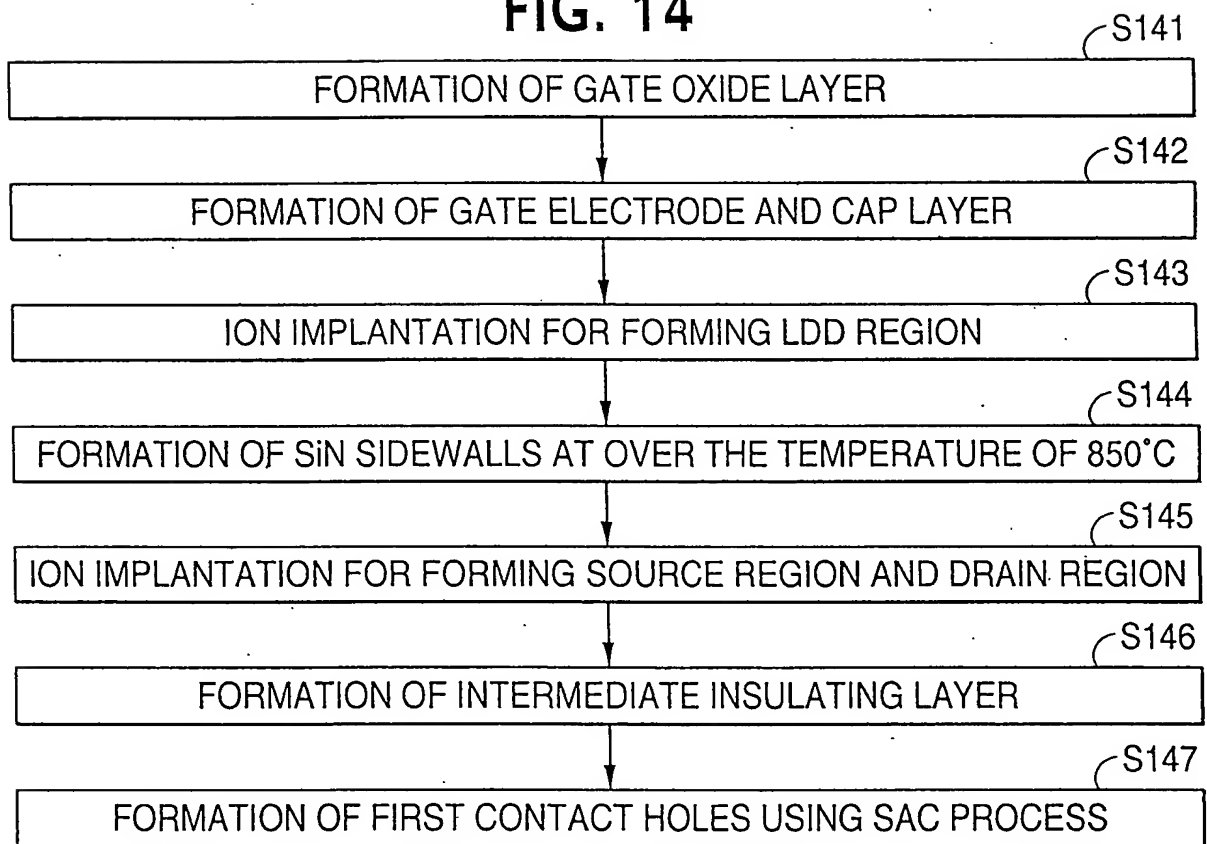 FIG. 14
S141
FORMATION OF GATE OXIDE LAYER
S142
FORMATION OF GATE ELECTRODE AND CAP LAYER
S143
ION IMPLANTATION FOR FORMING LDD REGION
S144
FORMATION OF SiN SIDEWALLS AT OVER THE TEMPERATURE OF 850°C
S145
ION IMPLANTATION FOR FORMING SOURCE REGION AND DRAIN REGION
S146
FORMATION OF INTERMEDIATE INSULATING LAYER
S147
FORMATION OF FIRST CONTACT HOLES USING SAC PROCESS